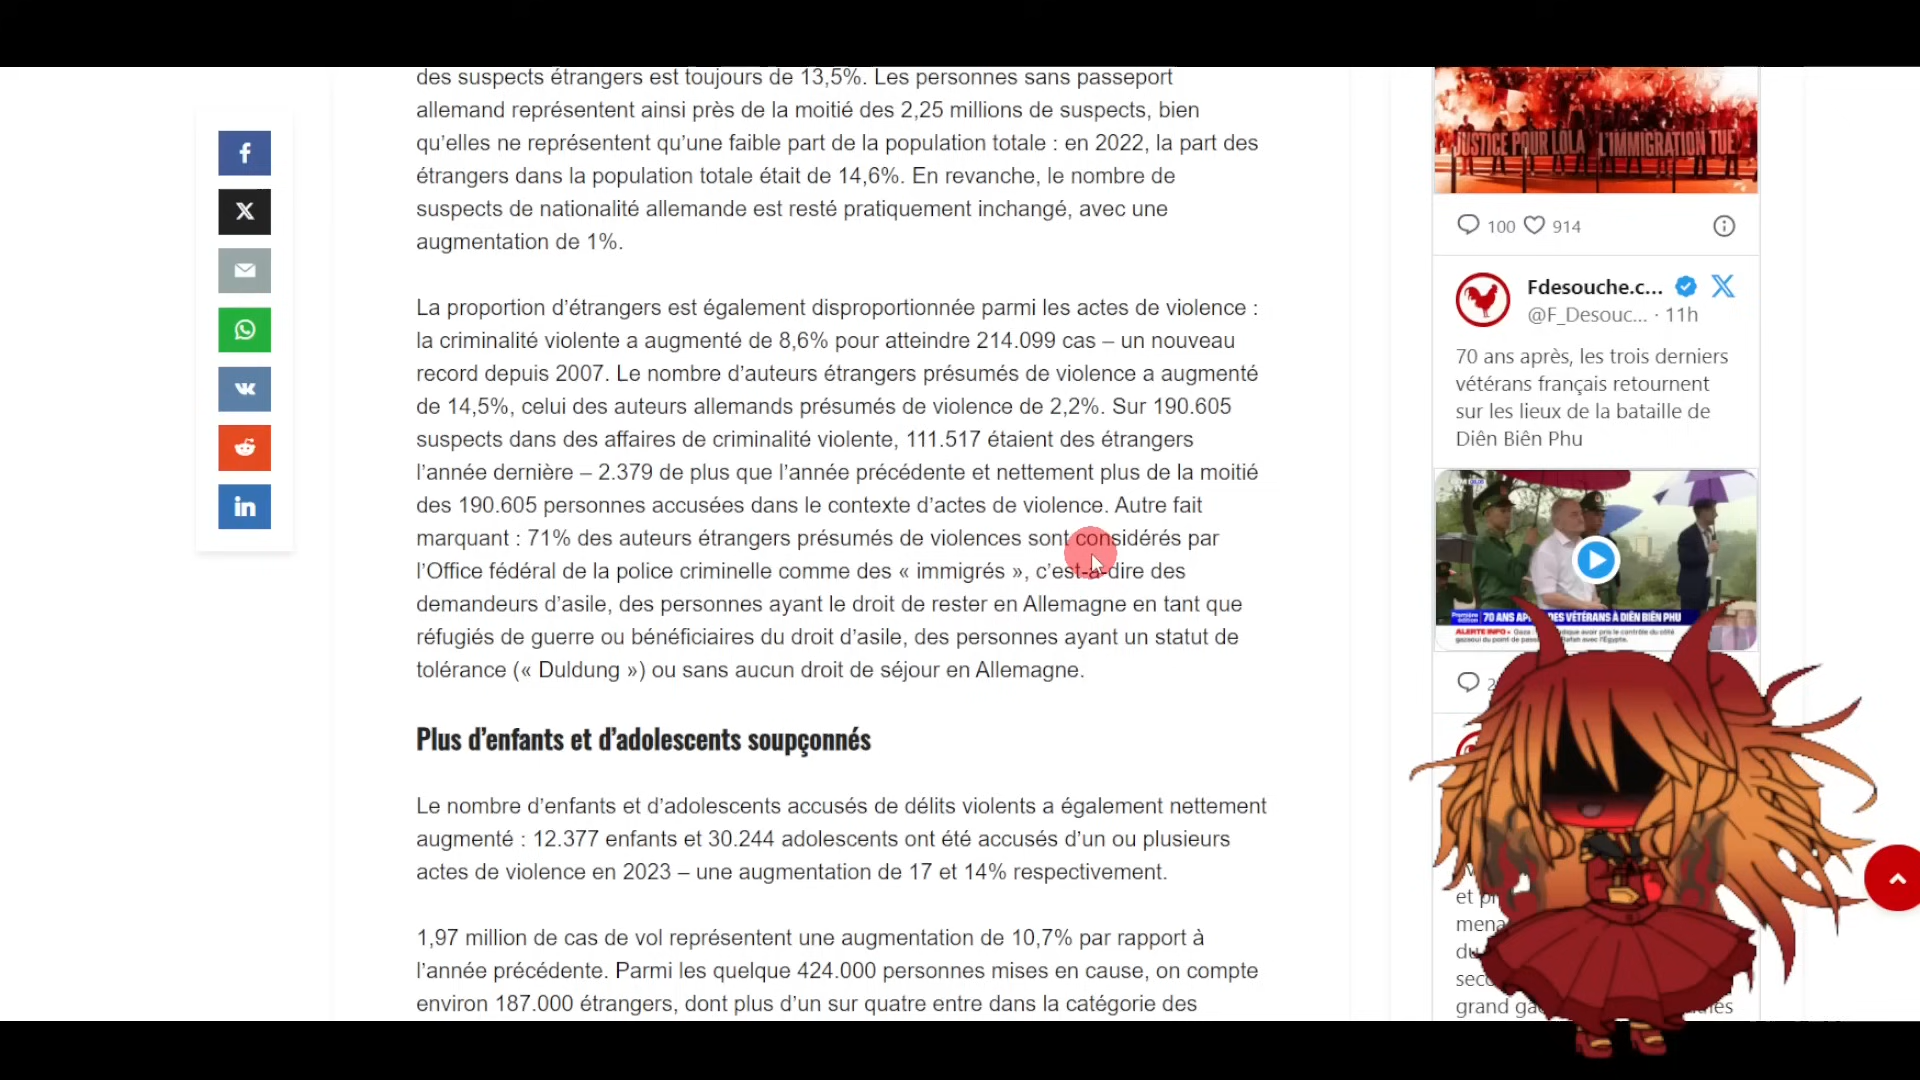 des suspects étrangers est toujours de 13,5%. Les personnes sans passeport
allemand représentent ainsi près de la moitié des 2,25 millions de suspects, bien
qu’elles ne représentent qu’une faible part de la population totale : en 2022, la part des
étrangers dans la population totale était de 14,6%. En revanche, le nombre de
suspects de nationalité allemande est resté pratiquement inchangé, avec une
augmentation de 1%.
La proportion d’étrangers est également disproportionnée parmi les actes de violence :
la criminalité violente a augmenté de 8,6% pour atteindre 214.099 cas – un nouveau
record depuis 2007. Le nombre d’auteurs étrangers présumés de violence a augmenté
de 14,5%, celui des auteurs allemands présumés de violence de 2,2%. Sur 190.605
suspects dans des affaires de criminalité violente, 111.517 étaient des étrangers
l’année dernière – 2.379 de plus que l’année précédente et nettement plus de la moitié
des 190.605 personnes accusées dans le contexte d’actes de violence. Autre fait
marquant : 71% des auteurs étrangers présumés de violences sont considérés par
l’Office fédéral de la police criminelle comme des « immigrés », c’est-à-dire des
demandeurs d’asile, des personnes ayant le droit de rester en Allemagne en tant que
réfugiés de guerre ou bénéficiaires du droit d’asile, des personnes ayant un statut de
tolérance (« Duldung ») ou sans aucun droit de séjour en Allemagne.
Plus d’enfants et d’adolescents soupçonnés
Le nombre d’enfants et d’adolescents accusés de délits violents a également nettement
augmenté : 12.377 enfants et 30.244 adolescents ont été accusés d’un ou plusieurs
actes de violence en 2023 – une augmentation de 17 et 14% respectivement.
1,97 million de cas de vol représentent une augmentation de 10,7% par rapport à
l’année précédente. Parmi les quelque 424.000 personnes mises en cause, on compte
environ 187.000 étrangers, dont plus d’un sur quatre entre dans la catégorie des
JUSTICE POUR LOLA L'IMMIGRATION TUE
100 914
Fdesouche.c...
@F_Desouc... · 11h
70 ans après, les trois derniers
vétérans français retournent
sur les lieux de la bataille de
Diên Biên Phu
70 ANS DES VÉTÉRANS À DIÊN BIÊN PHU
ALERTE INFO
et
du
grand